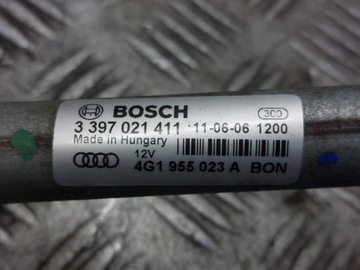 BOSCH 300
3 397 021 411 11-06-06 1200
Made in Hungary
12V
4G1 955 023 A BON